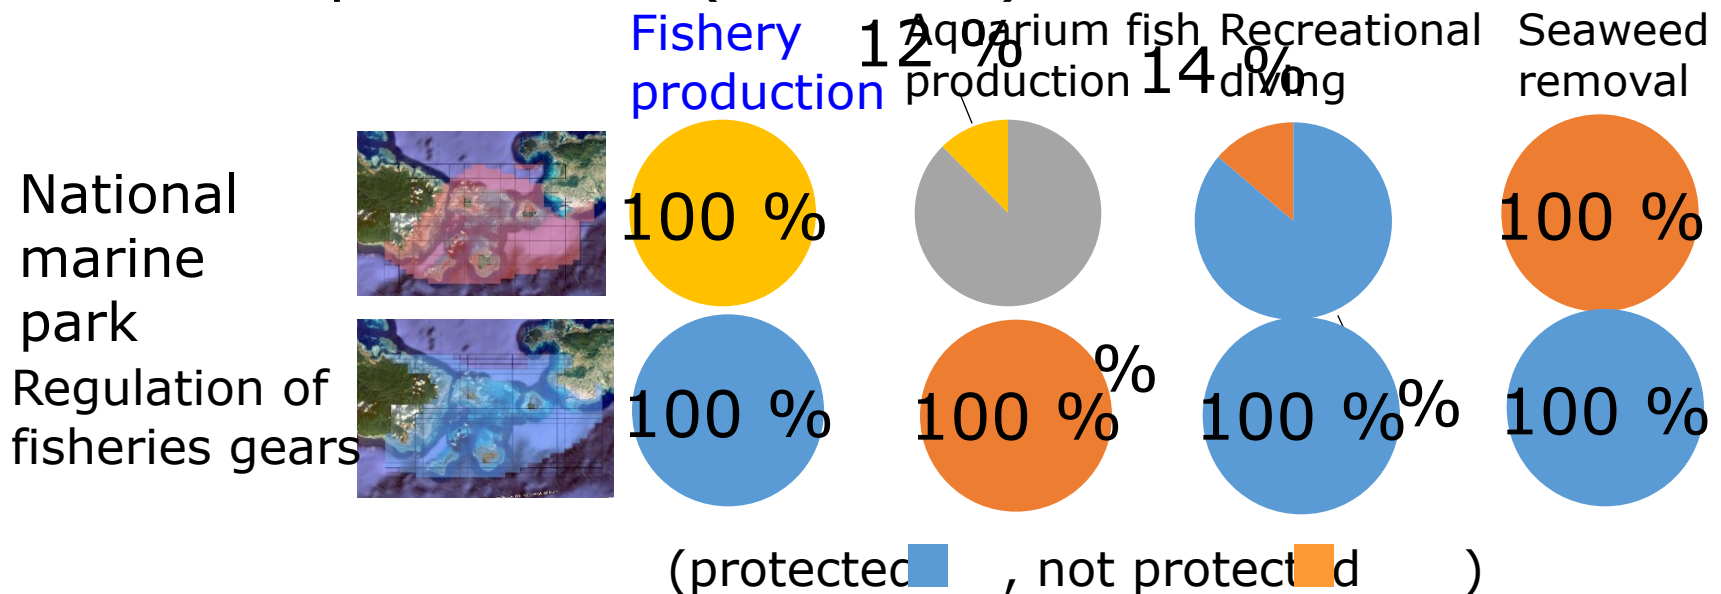 Fishery
production
12 %
Aquarium fish
production
14 %
Recreational
diving
Seaweed
removal
National
marine
park
100 %
100 %
Regulation of
fisheries gears
100 %
100 %
%
100 %
%
100 %
(protected , not protected )